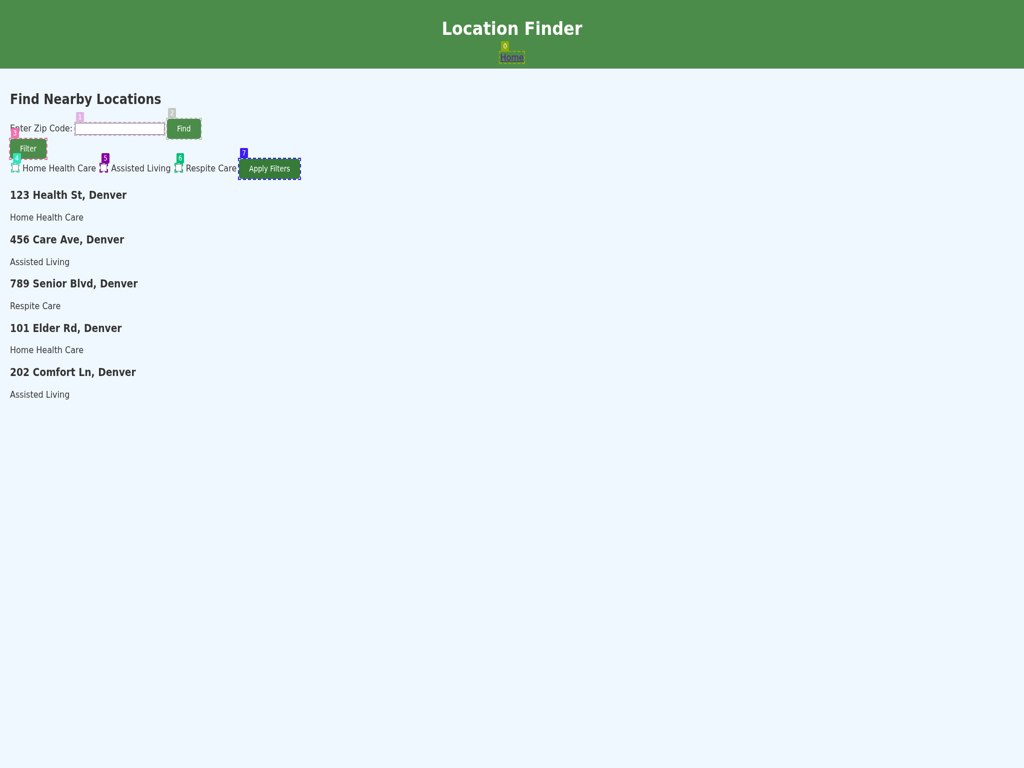 Location Finder
0
Home
Find Nearby Locations
Enter Zip Code: 1 2 Find
3
Filter
4 Home Health Care 5 Assisted Living 6 Respite Care 7 Apply Filters
123 Health St, Denver
Home Health Care
456 Care Ave, Denver
Assisted Living
789 Senior Blvd, Denver
Respite Care
101 Elder Rd, Denver
Home Health Care
202 Comfort Ln, Denver
Assisted Living